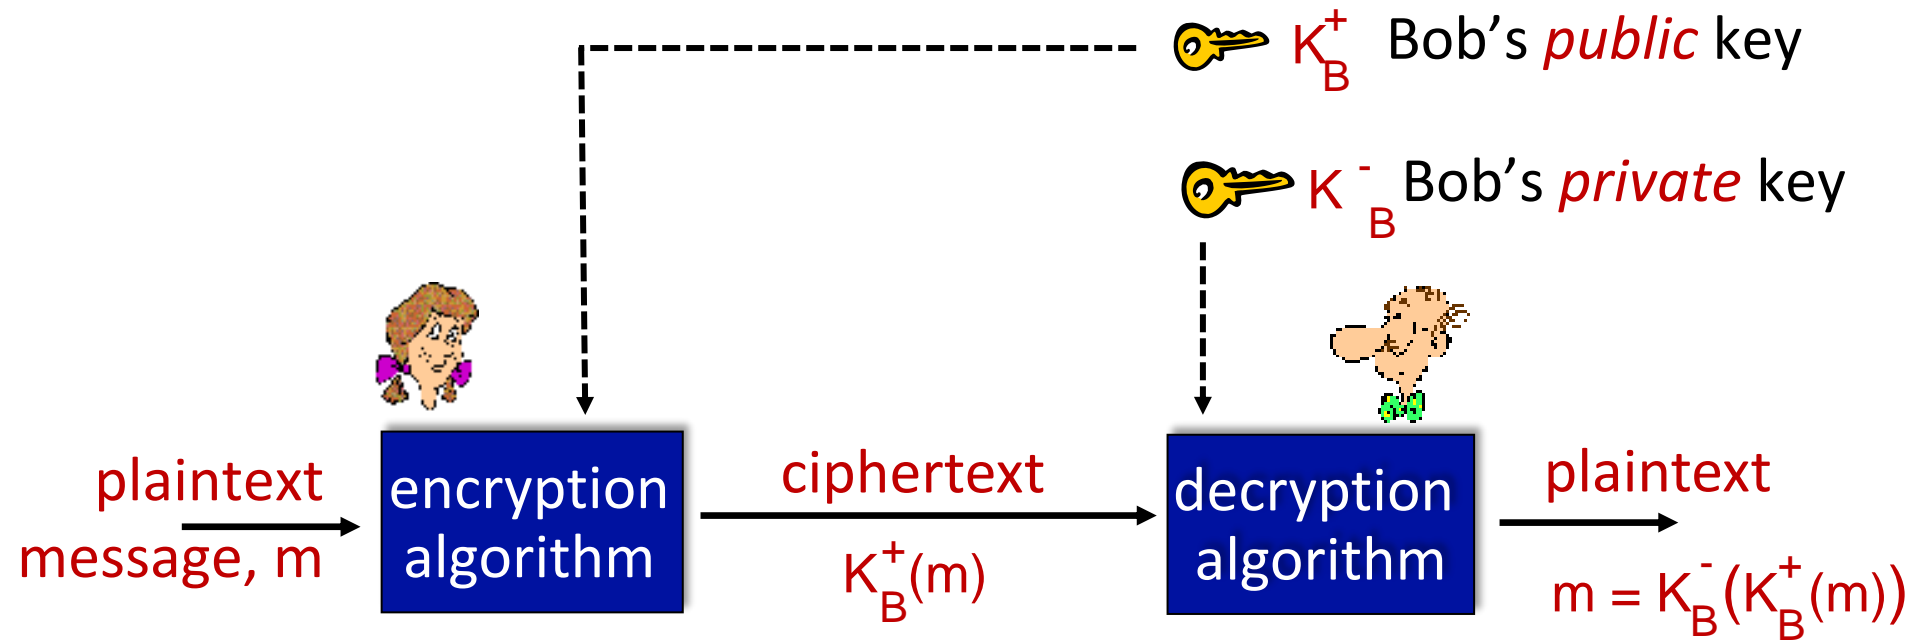 K+B Bob’s public key
K-B Bob’s private key
plaintext
message, m
encryption
algorithm
ciphertext
K+B(m)
decryption
algorithm
plaintext
m = K-B(K+B(m))